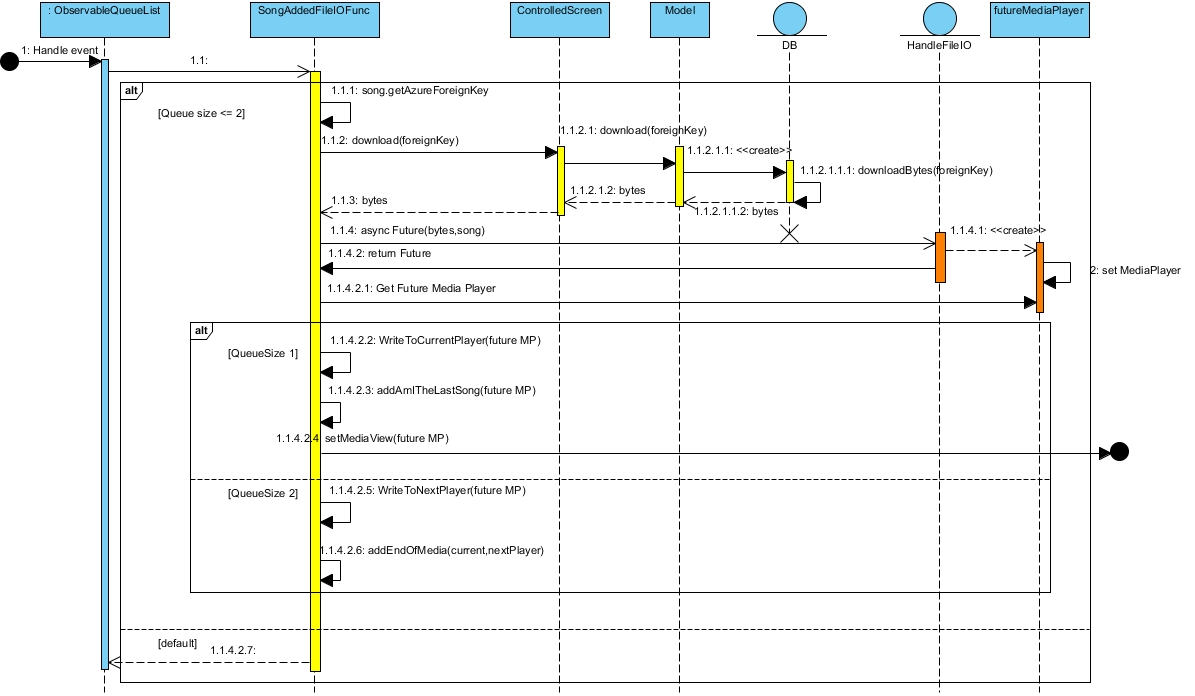 : ObservableQueueList
SongAddedFileIOFunc
ControlledScreen
Model
DB
HandleFileIO
futureMediaPlayer
1: Handle event
1.1:
alt
[Queue size <= 2]
1.1.1: song.getAzureForeignKey
1.1.2: download(foreignKey)
1.1.2.1: download(foreignKey)
1.1.2.1.1: <<create>>
1.1.2.1.1.1: downloadBytes(foreignKey)
1.1.2.1.2: bytes
1.1.3: bytes
1.1.2.1.1.2: bytes
1.1.4: async Future(bytes,song)
1.1.4.1: <<create>>
1.1.4.2: return Future
2: set MediaPlayer
1.1.4.2.1: Get Future Media Player
alt
[QueueSize 1]
1.1.4.2.2: WriteToCurrentPlayer(future MP)
1.1.4.2.3: addAmITheLastSong(future MP)
1.1.4.2.4: setMediaView(future MP)
[QueueSize 2]
1.1.4.2.5: WriteToNextPlayer(future MP)
1.1.4.2.6: addEndOfMedia(current,nextPlayer)
[default]
1.1.4.2.7: